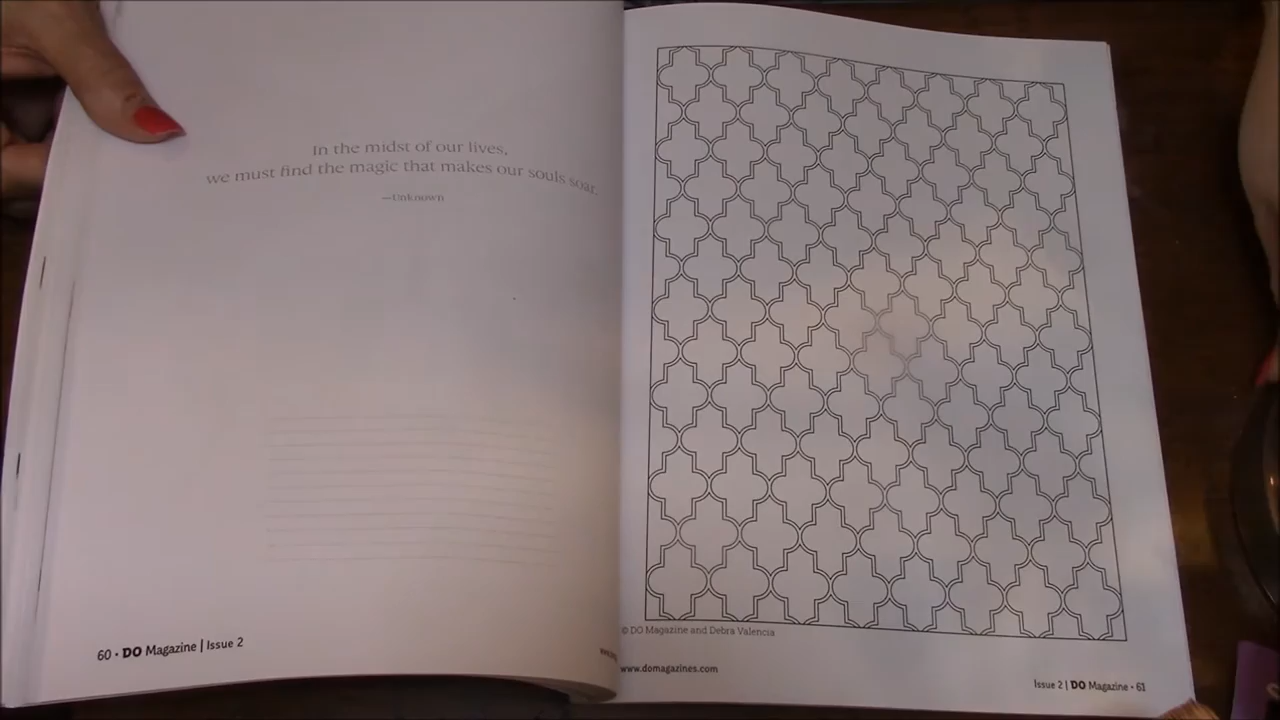 In the midst of our lives,
we must find the magic that makes our souls soar.
—Unknown
60 • DO Magazine | Issue 2
© DO Magazine and Debra Valencia
www.domagazines.com
Issue 2 | DO Magazine • 61